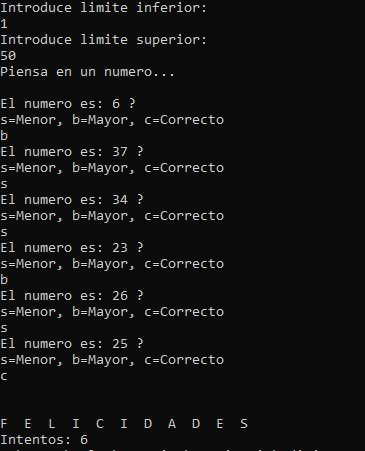 Introduce limite inferior:
1
Introduce limite superior:
50
Piensa en un numero...
El numero es: 6 ?
s=Menor, b=Mayor, c=Correcto
b
El numero es: 37 ?
s=Menor, b=Mayor, c=Correcto
s
El numero es: 34 ?
s=Menor, b=Mayor, c=Correcto
s
El numero es: 23 ?
s=Menor, b=Mayor, c=Correcto
b
El numero es: 26 ?
s=Menor, b=Mayor, c=Correcto
s
El numero es: 25 ?
s=Menor, b=Mayor, c=Correcto
c
F E L I C I D A D E S
Intentos: 6